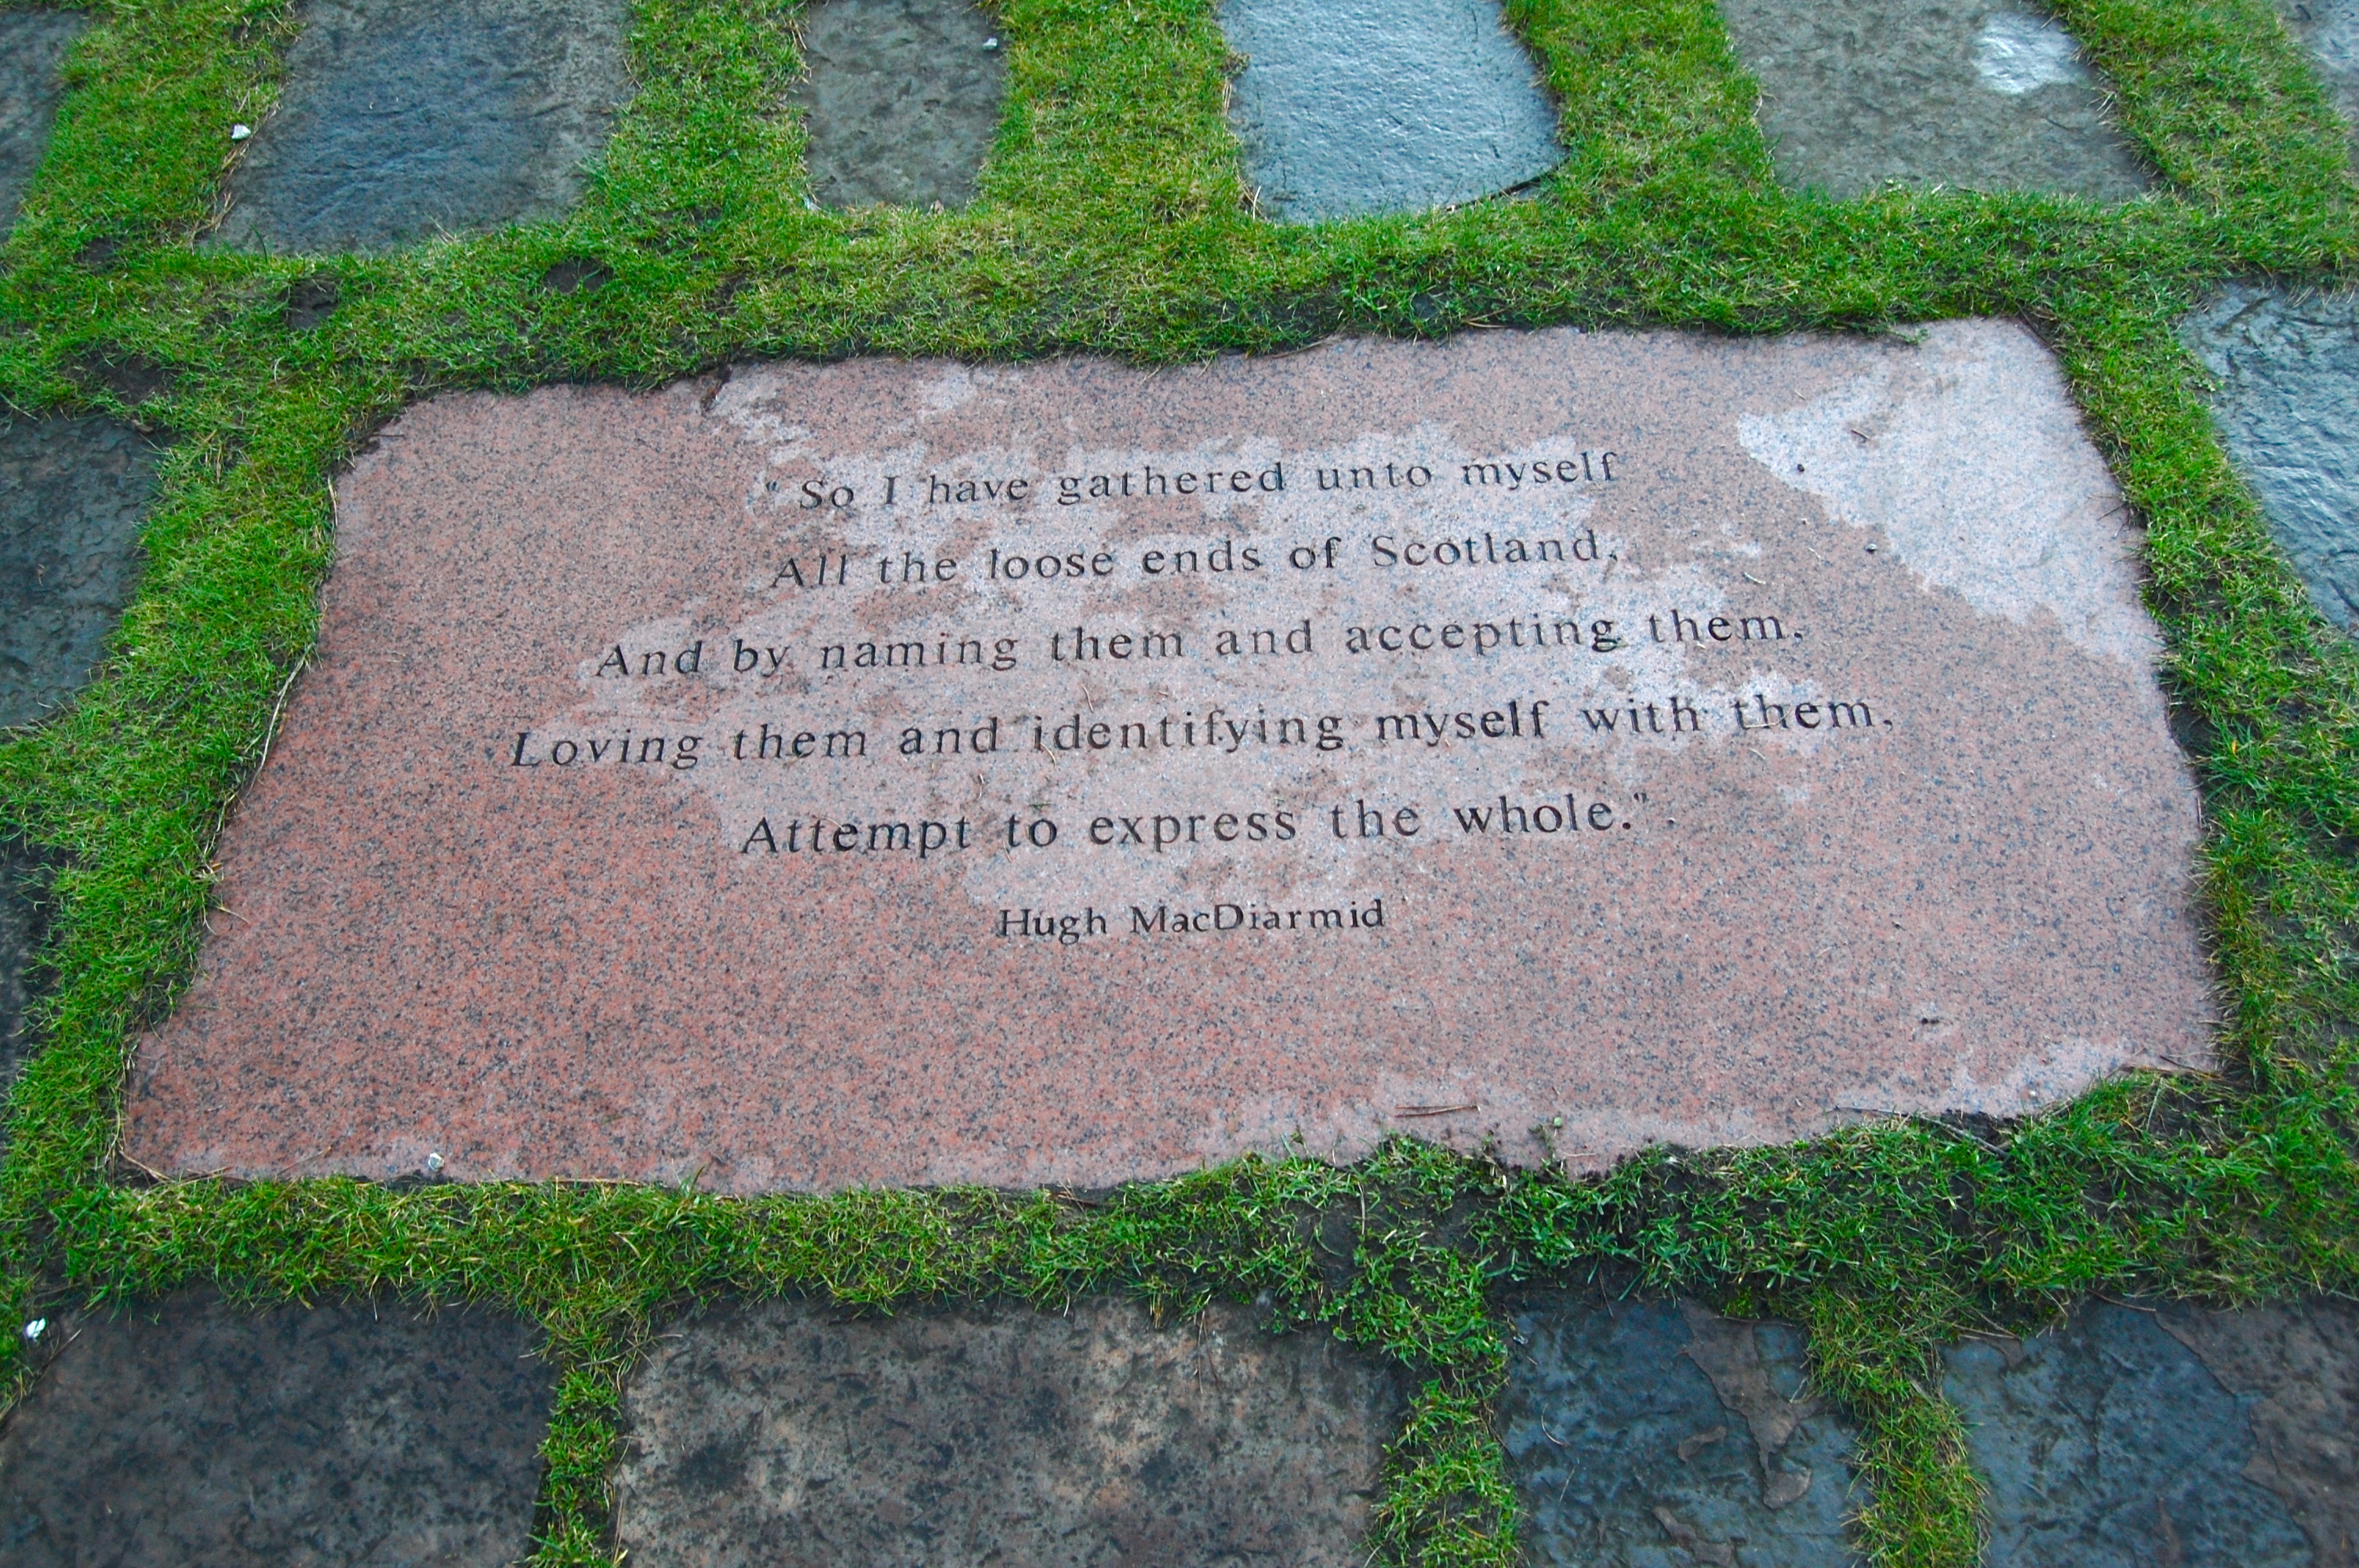 "So I have gathered unto myself
All the loose ends of Scotland,
And by naming them and accepting them,
Loving them and identifying myself with them,
Attempt to express the whole."
Hugh MacDiarmid